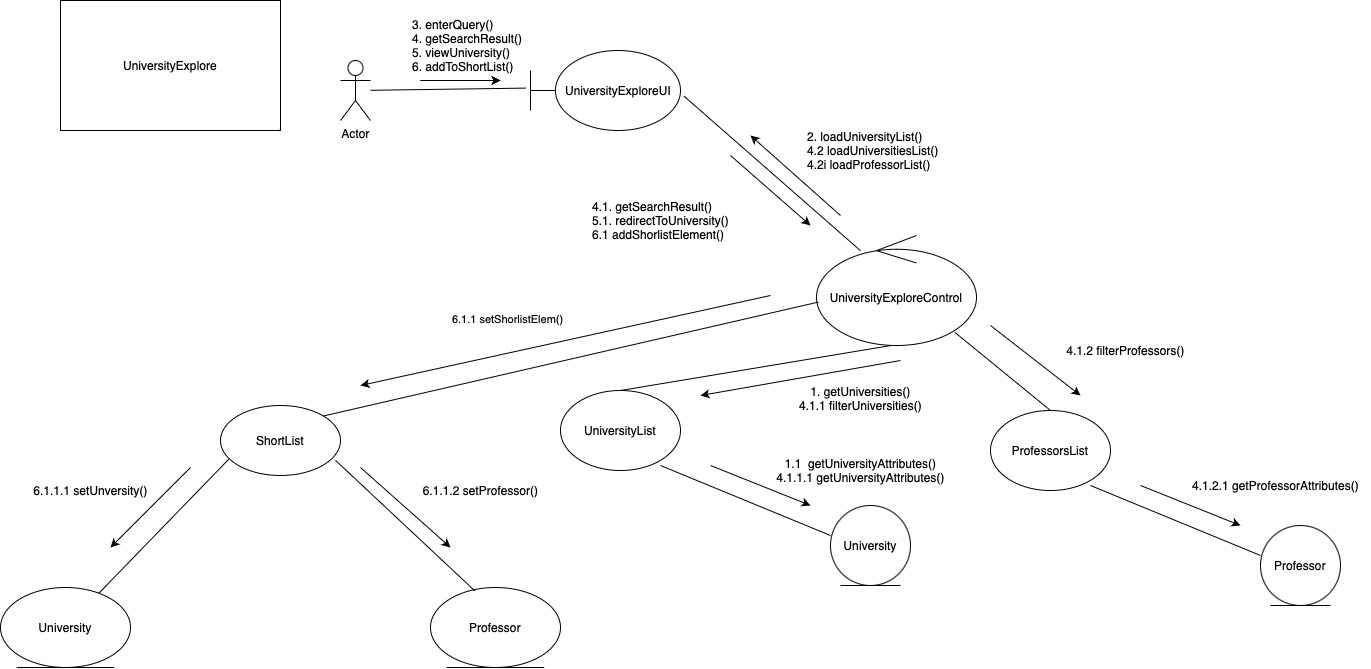 UniversityExplore
3. enterQuery()
4. getSearchResult()
5. viewUniversity()
6. addToShortList()
Actor
UniversityExploreUI
2. loadUniversityList()
4.2 loadUniversitiesList()
4.2i loadProfessorList()
4.1. getSearchResult()
5.1. redirectToUniversity()
6.1 addShorlistElement()
UniversityExploreControl
6.1.1 setShorlistElem()
4.1.2 filterProfessors()
1. getUniversities()
4.1.1 filterUniversities()
ShortList
UniversityList
ProfessorsList
6.1.1.1 setUnversity()
6.1.1.2 setProfessor()
1.1 getUniversityAttributes()
4.1.1.1 getUniversityAttributes()
4.1.2.1 getProfessorAttributes()
University
Professor
University
Professor